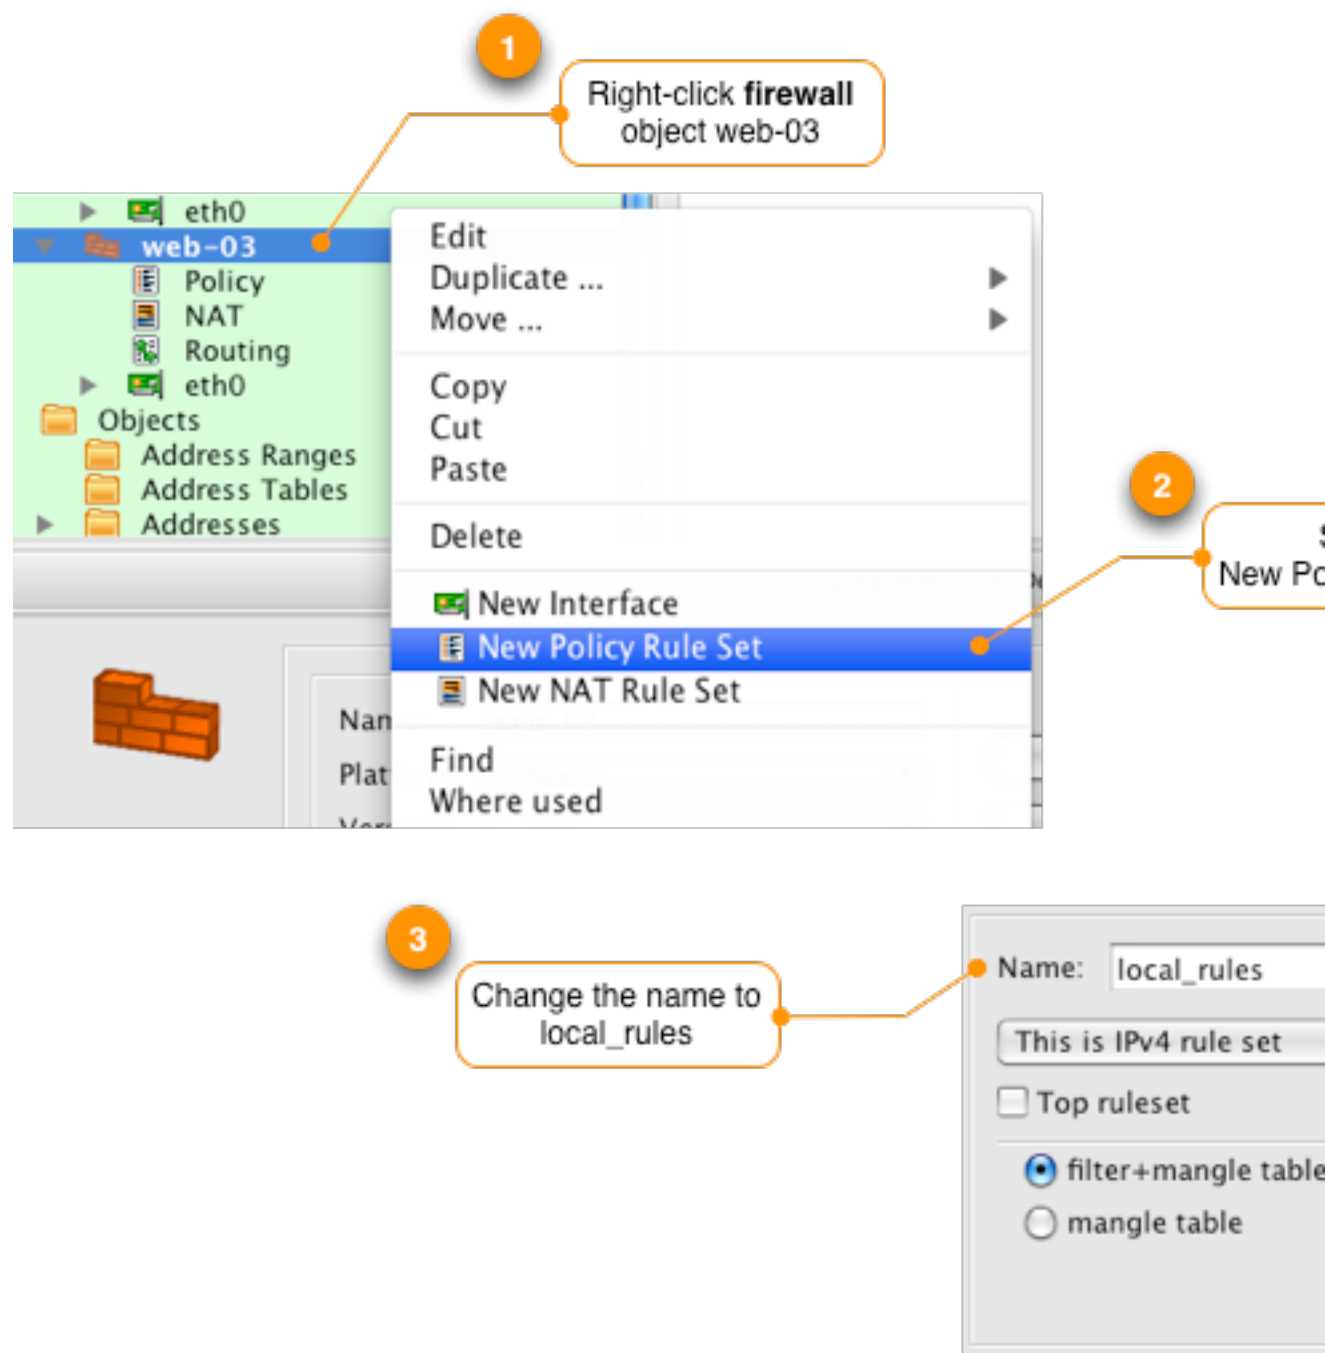 1
Right-click firewall
object web-03
eth0
web-03
Policy
NAT
Routing
eth0
Objects
Address Ranges
Address Tables
Addresses
Edit
Duplicate ...
Move ...
Copy
Cut
Paste
Delete
New Interface
New Policy Rule Set
New NAT Rule Set
Find
Where used
2
New
3
Change the name to
local_rules
Name: local_rules
This is IPv4 rule set
Top ruleset
filter+mangle table
mangle table